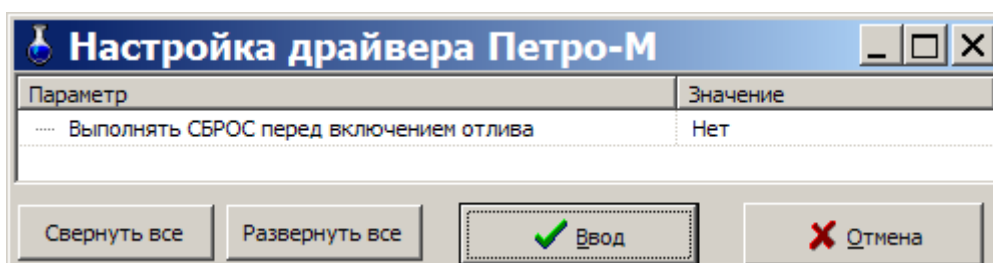 Настройка драйвера Петро-М
Параметр Значение
Выполнять СБРОС перед включением отлива Нет
Свернуть все Развернуть все Ввод Отмена